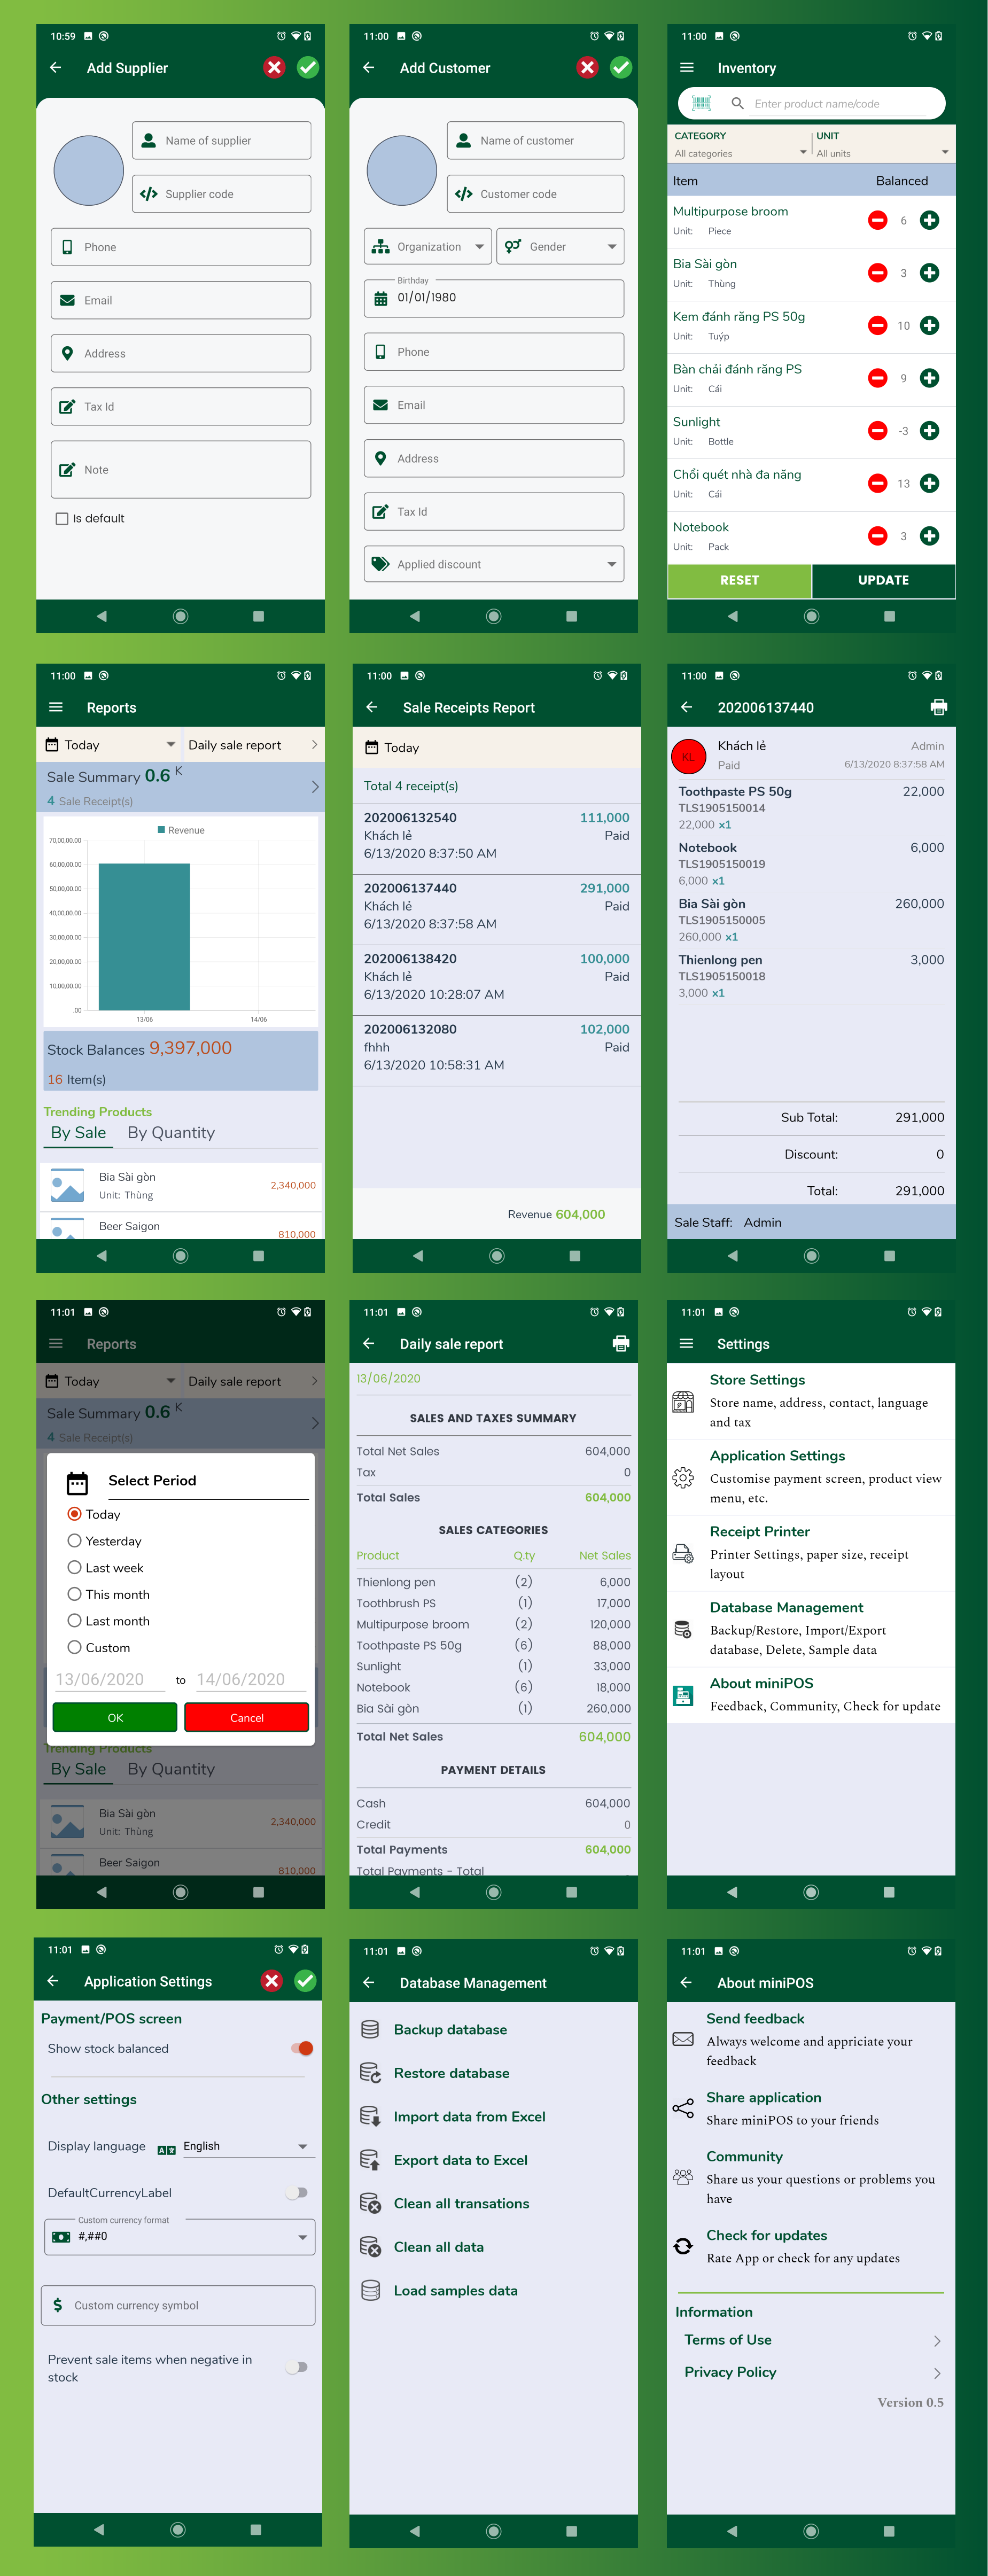 10:59
Add Supplier
Name of supplier
Supplier code
Phone
Email
Address
Tax Id
Note
Is default
11:00
Add Customer
Name of customer
Customer code
Organization
Gender
Birthday
01/01/1980
Phone
Email
Address
Tax Id
Applied discount
11:00
Inventory
Enter product name/code
CATEGORY UNIT
All categories All units
Item Balanced
Multipurpose broom
Unit: Piece 6
Bia Sài gòn
Unit: Thùng 3
Kem đánh răng PS 50g
Unit: Tuýp 10
Bàn chải đánh răng PS
Unit: Cái 9
Sunlight
Unit: Bottle -3
Chổi quét nhà đa năng
Unit: Cái 13
Notebook
Unit: Pack 3
RESET UPDATE
11:00
Reports
Today Daily sale report
Sale Summary 0.6 K
4 Sale Receipt(s)
Revenue
70,00,00.00
60,00,00.00
50,00,00.00
40,00,00.00
30,00,00.00
20,00,00.00
10,00,00.00
.00
13/06 14/06
Stock Balances 9,397,000
16 Item(s)
Trending Products
By Sale By Quantity
Bia Sài gòn
Unit: Thùng 2,340,000
Beer Saigon
810,000
11:00
Sale Receipts Report
Today
Total 4 receipt(s)
202006132540 111,000
Khách lẻ Paid
6/13/2020 8:37:50 AM
202006137440 291,000
Khách lẻ Paid
6/13/2020 8:37:58 AM
202006138420 100,000
Khách lẻ Paid
6/13/2020 10:28:07 AM
202006132080 102,000
fhhh Paid
6/13/2020 10:58:31 AM
Revenue 604,000
11:00
202006137440
KL
Khách lẻ Admin
Paid 6/13/2020 8:37:58 AM
Toothpaste PS 50g 22,000
TLS1905150014
22,000 x1
Notebook 6,000
TLS1905150019
6,000 x1
Bia Sài gòn 260,000
TLS1905150005
260,000 x1
Thienlong pen 3,000
TLS1905150018
3,000 x1
Sub Total: 291,000
Discount: 0
Total: 291,000
Sale Staff: Admin
11:01
Reports
Today Daily sale report
Sale Summary 0.6 K
4 Sale Receipt(s)
Select Period
Today
Yesterday
Last week
This month
Last month
Custom
13/06/2020 to 14/06/2020
OK Cancel
Trending Products
By Sale By Quantity
Bia Sài gòn
Unit: Thùng 2,340,000
Beer Saigon
810,000
11:01
Daily sale report
13/06/2020
SALES AND TAXES SUMMARY
Total Net Sales 604,000
Tax 0
Total Sales 604,000
SALES CATEGORIES
Product Q.ty Net Sales
Thienlong pen (2) 6,000
Toothbrush PS (1) 17,000
Multipurpose broom (2) 120,000
Toothpaste PS 50g (6) 88,000
Sunlight (1) 33,000
Notebook (6) 18,000
Bia Sài gòn (1) 260,000
Total Net Sales 604,000
PAYMENT DETAILS
Cash 604,000
Credit 0
Total Payments 604,000
Total Payments - Total
11:01
Settings
Store Settings
Store name, address, contact, language
and tax
Application Settings
Customise payment screen, product view
menu, etc.
Receipt Printer
Printer Settings, paper size, receipt
layout
Database Management
Backup/Restore, Import/Export
database, Delete, Sample data
About miniPOS
Feedback, Community, Check for update
11:01
Application Settings
Payment/POS screen
Show stock balanced
Other settings
Display language English
DefaultCurrencyLabel
Custom currency format
#,##0
$ Custom currency symbol
Prevent sale items when negative in
stock
11:01
Database Management
Backup database
Restore database
Import data from Excel
Export data to Excel
Clean all transations
Clean all data
Load samples data
11:01
About miniPOS
Send feedback
Always welcome and appriciate your
feedback
Share application
Share miniPOS to your friends
Community
Share us your questions or problems you
have
Check for updates
Rate App or check for any updates
Information
Terms of Use
Privacy Policy
Version 0.5